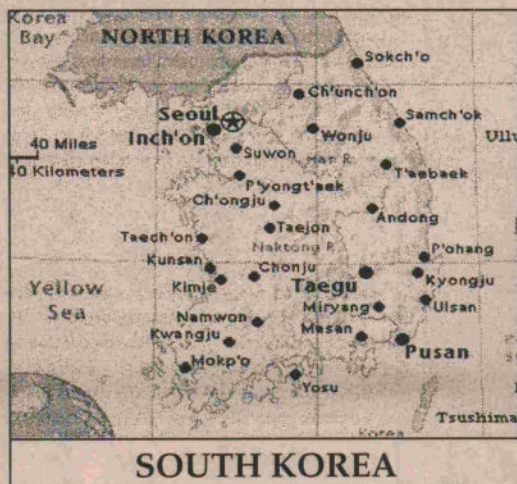 Korea
Bay
NORTH KOREA
Sokch'o
Ch'unch'on
Seoul
Samch'ok
Inch'on
Wonju
Ullu
40 Miles
40 Kilometers
Suwon
Han R.
T'aebaek
P'yongt'aek
Ch'ongju
Andong
Taejon
Taech'on
Naktong R.
P'ohang
Kunsan
Chonju
Kyongju
Yellow
Sea
Kimje
Taegu
Ulsan
Miryang
Namwon
Masan
Kwangju
Pusan
Mokp'o
Yosu
Tsushima
Korea
SOUTH KOREA